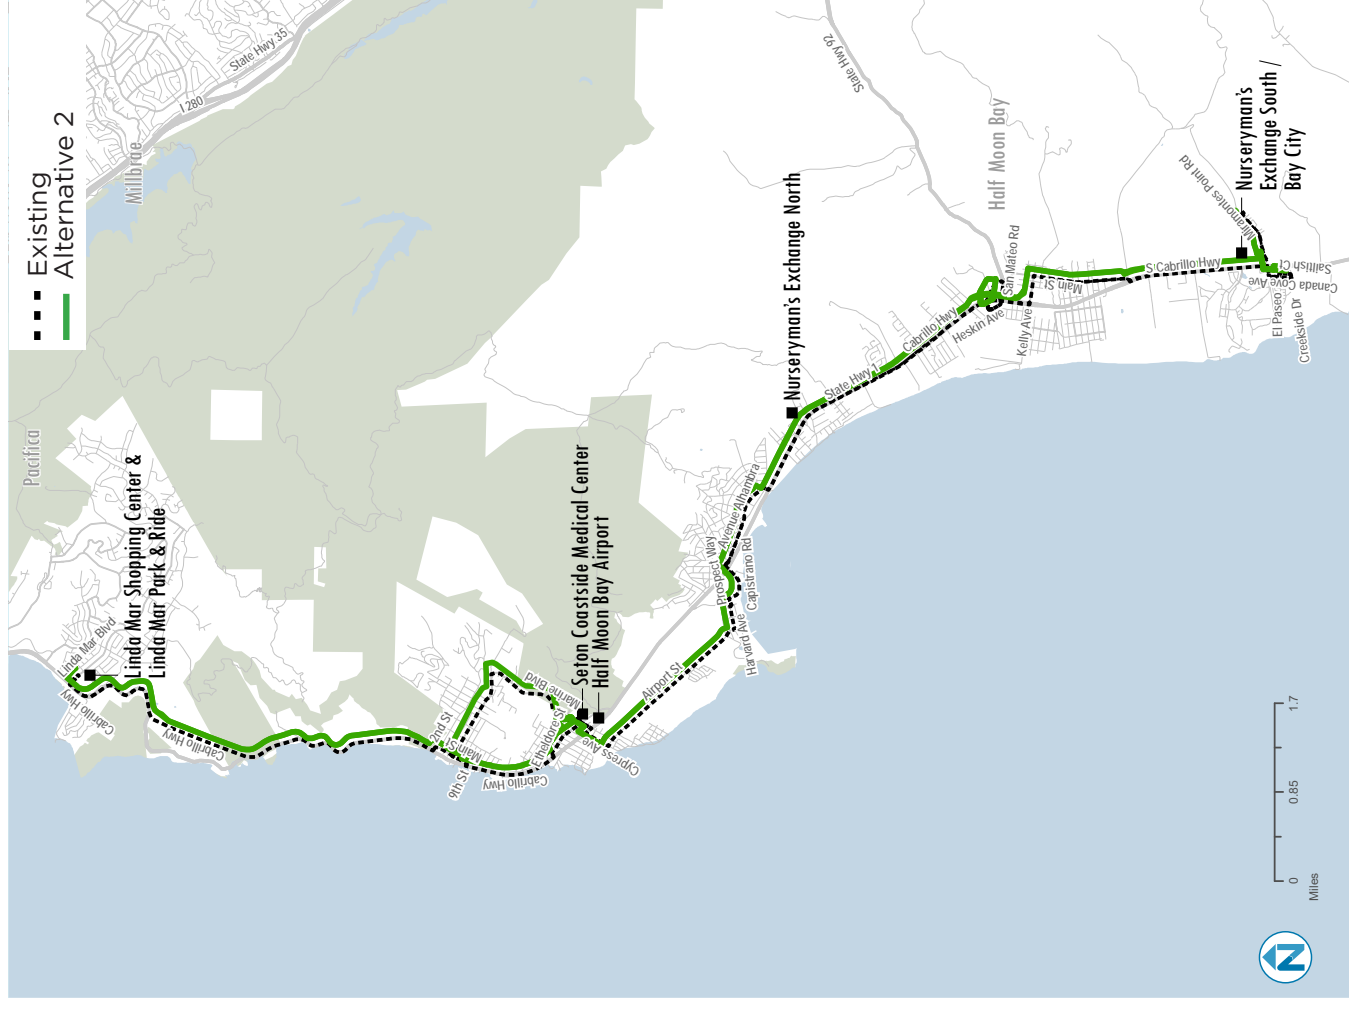 Existing
Alternative 2
State Hwy 35
I 280
Millbrae
Pacifica
State Hwy 92
Half Moon Bay
Linda Mar Blvd
Linda Mar Shopping Center &
Linda Mar Park & Ride
Cabrillo Hwy
Cabrillo Hwy
Cabrillo Hwy
2nd St
Main St
9th St
Cabrillo Hwy
Etheldore St
Marine Blvd
Seton Coastside Medical Center
Half Moon Bay Airport
Cypress Ave
Airport St
Harvard Ave
Capistrano Rd
Prospect Way
Avenue Alhambra
Nurseryman's Exchange North
State Hwy 1
Cabrillo Hwy
Heskin Ave
San Mateo Rd
Kelly Ave
Main St
S Cabrillo Hwy
Miramontes Point Rd
Nurseryman's
Exchange South /
Bay City
Sailfish Ct
Canada Cove Ave
El Paseo
Creekside Dr
0
0.85
1.7
Miles
N